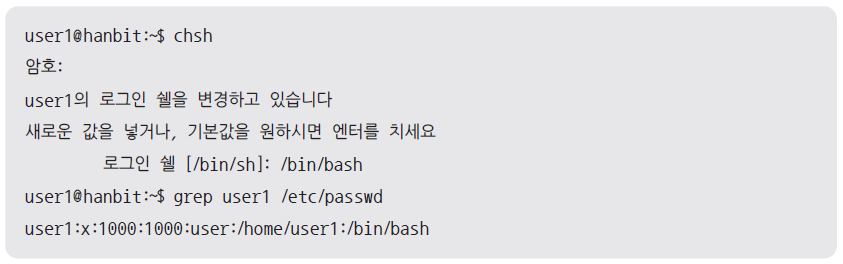 user1@hanbit:~$ chsh
암호:
user1의 로그인 쉘을 변경하고 있습니다
새로운 값을 넣거나, 기본값을 원하시면 엔터를 치세요
로그인 쉘 [/bin/sh]: /bin/bash
user1@hanbit:~$ grep user1 /etc/passwd
user1:x:1000:1000:user:/home/user1:/bin/bash